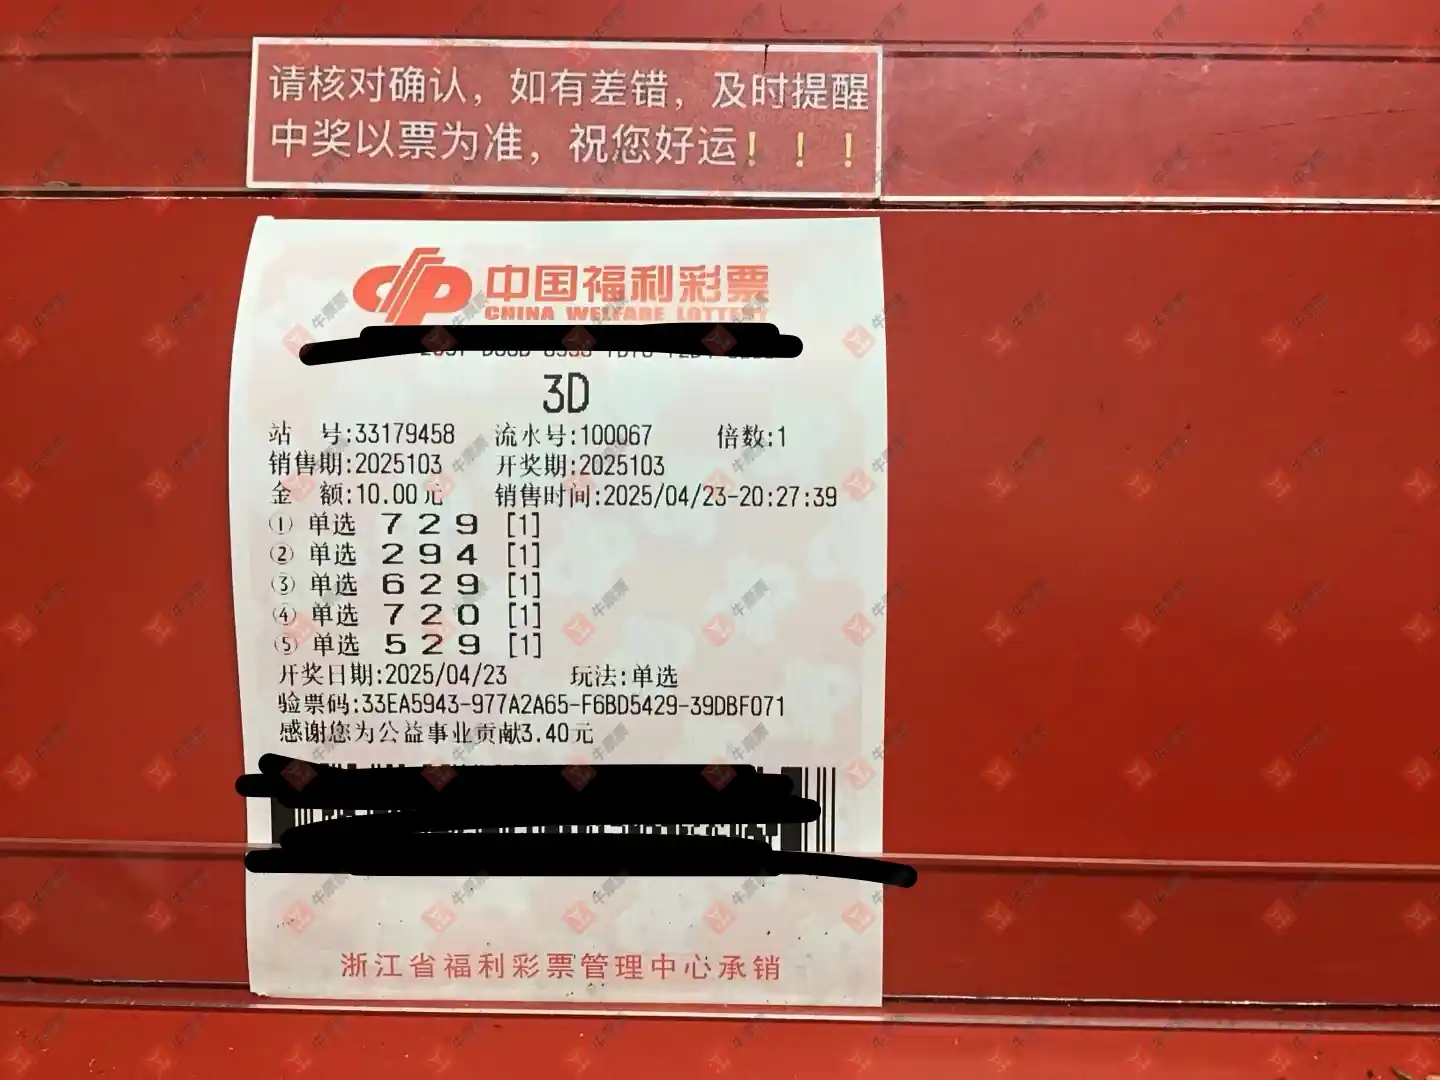 请核对确认，如有差错，及时提醒
中奖以票为准，祝您好运！！！
中国福利彩票
CHINA WELFARE LOTTERY
3D
站 号:33179458 流水号:100067 倍数:1
销售期:2025103 开奖期:2025103
金 额:10.00元 销售时间:2025/04/23-20:27:39
① 单选 7 2 9 [1]
② 单选 2 9 4 [1]
③ 单选 6 2 9 [1]
④ 单选 7 2 0 [1]
⑤ 单选 5 2 9 [1]
开奖日期:2025/04/23 玩法:单选
验票码:33EA5943-977A2A65-F6BD5429-39DBF071
感谢您为公益事业贡献3.40元
浙江省福利彩票管理中心承销
牛票票